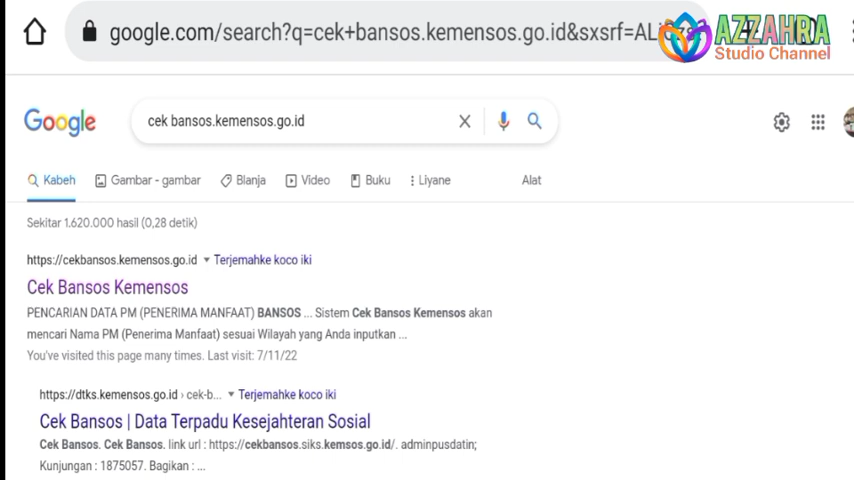 google.com/search?q=cek+bansos.kemensos.go.id&sxsrf=AL
AZZAHRA
Studio Channel
Google
cek bansos.kemensos.go.id
Kabeh
Gambar - gambar
Blanja
Video
Buku
Liyane
Alat
Sekitar 1.620.000 hasil (0,28 detik)
https://cekbansos.kemensos.go.id Terjemahke koco iki
Cek Bansos Kemensos
PENCARIAN DATA PM (PENERIMA MANFAAT) BANSOS ... Sistem Cek Bansos Kemensos akan
mencari Nama PM (Penerima Manfaat) sesuai Wilayah yang Anda inputkan ...
You've visited this page many times. Last visit: 7/11/22
https://dtks.kemensos.go.id › cek-b... Terjemahke koco iki
Cek Bansos | Data Terpadu Kesejahteran Sosial
Cek Bansos. Cek Bansos. link url : https://cekbansos.siks.kemsos.go.id/. adminpusdatin;
Kunjungan : 1875057. Bagikan : ...